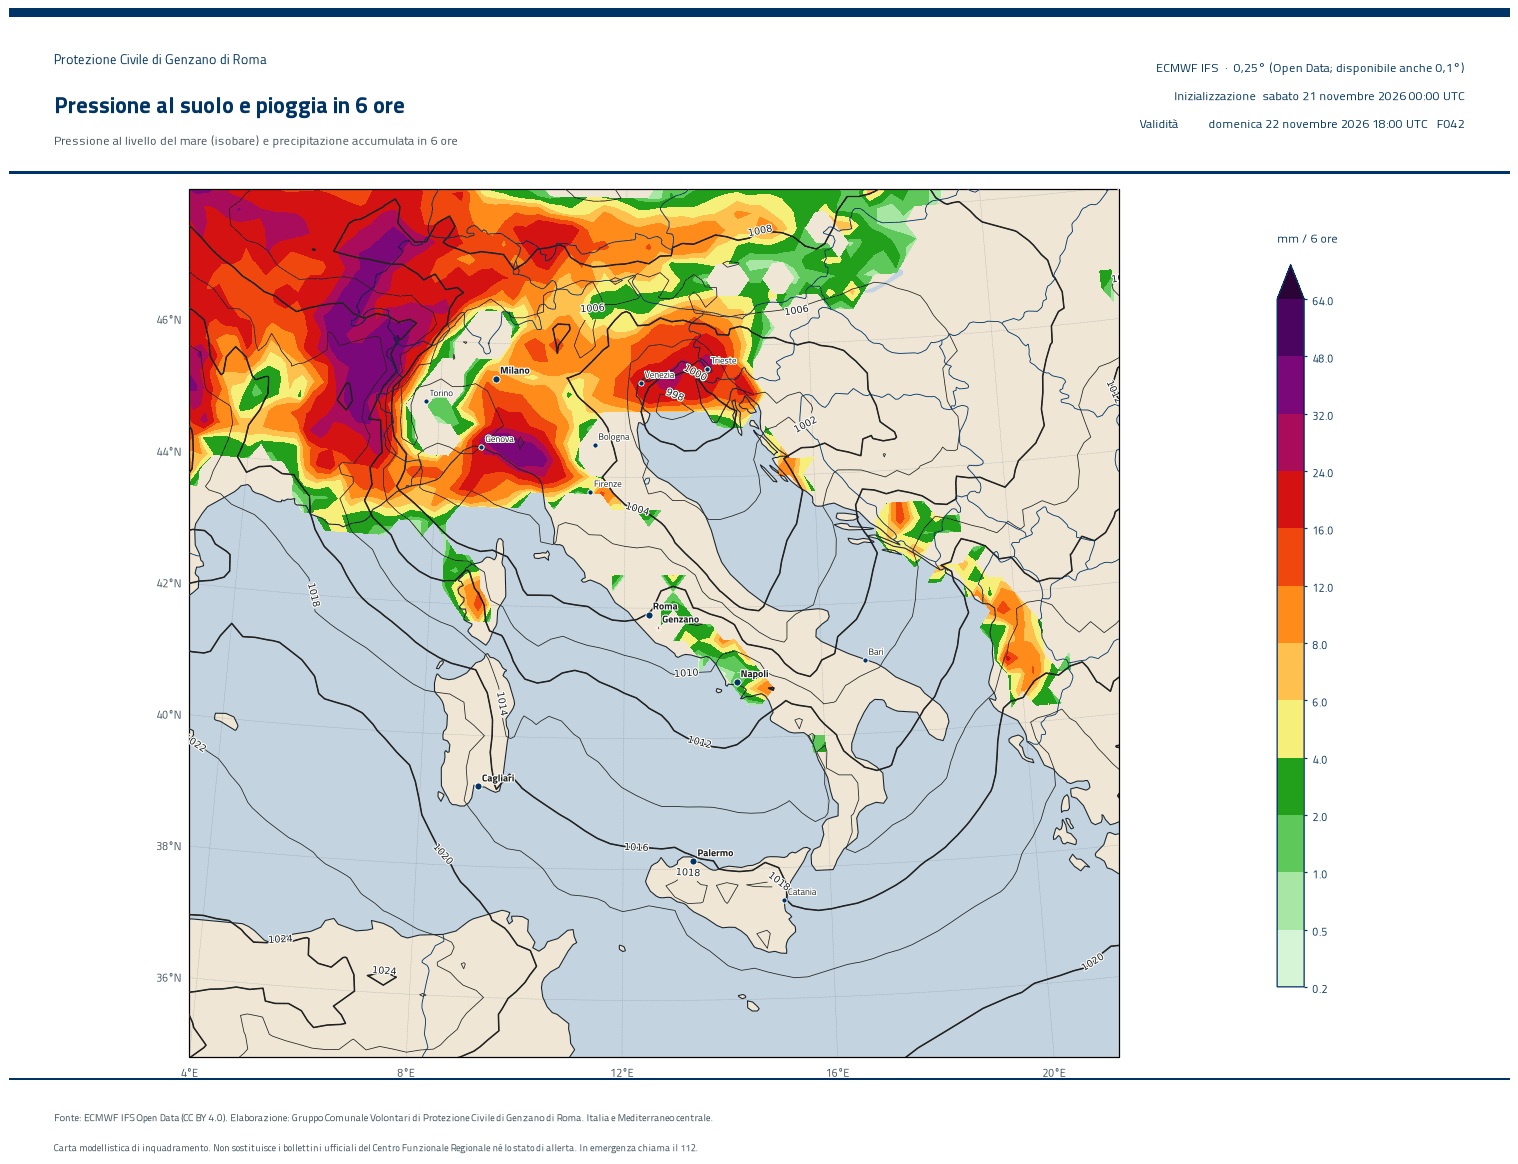 Protezione Civile di Genzano di Roma
Pressione al suolo e pioggia in 6 ore
Pressione al livello del mare (isobare) e precipitazione accumulata in 6 ore
ECMWF IFS · 0,25° (Open Data; disponibile anche 0,1°)
Inizializzazione sabato 21 novembre 2026 00:00 UTC
Validità domenica 22 novembre 2026 18:00 UTC F042
mm / 6 ore
64.0
48.0
32.0
24.0
16.0
12.0
8.0
6.0
4.0
2.0
1.0
0.5
0.2
46°N
44°N
42°N
40°N
38°N
36°N
4°E
8°E
12°E
16°E
20°E
1008
1006
1006
Trieste
Milano
Venezia
1000
998
Torino
1012
1002
Genova
Bologna
Firenze
1004
1018
Roma
Genzano
Bari
1010
Napoli
1014
1012
1022
Cagliari
1020
1016
Palermo
1018
1018
Catania
1024
1024
1020
Fonte: ECMWF IFS Open Data (CC BY 4.0). Elaborazione: Gruppo Comunale Volontari di Protezione Civile di Genzano di Roma. Italia e Mediterraneo centrale.
Carta modellistica di inquadramento. Non sostituisce i bollettini ufficiali del Centro Funzionale Regionale né lo stato di allerta. In emergenza chiama il 112.